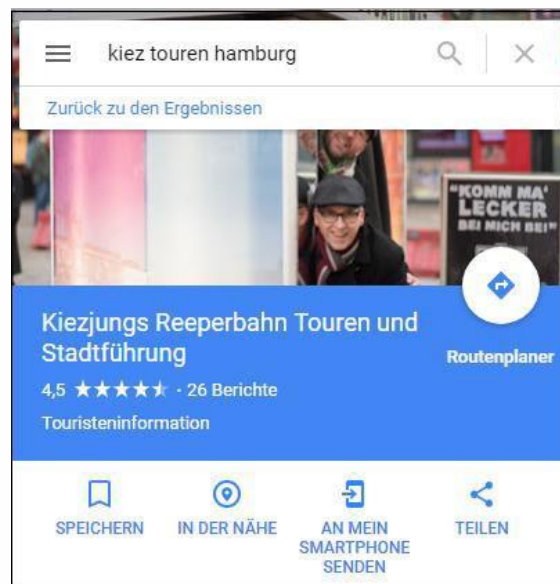 kiez touren hamburg
Zurück zu den Ergebnissen
"KOMM MA'
LECKER
BEI MICH BEI"
Kiezjungs Reeperbahn Touren und
Stadtführung
Routenplaner
4,5 ★★★★★ · 26 Berichte
Touristeninformation
SPEICHERN
IN DER NÄHE
AN MEIN
SMARTPHONE
SENDEN
TEILEN